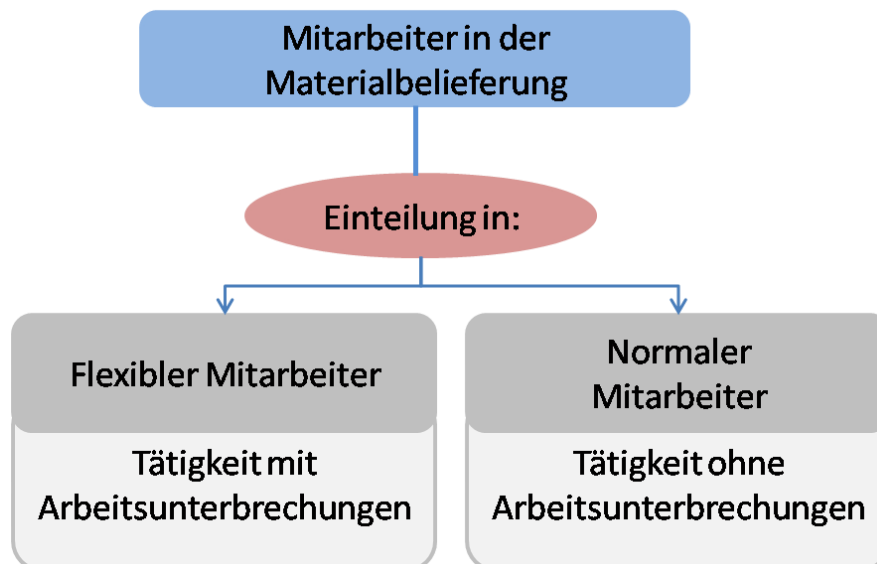 Mitarbeiter in der
Materialbelieferung
Einteilung in:
Flexibler Mitarbeiter
Tätigkeit mit
Arbeitsunterbrechungen
Normaler
Mitarbeiter
Tätigkeit ohne
Arbeitsunterbrechungen